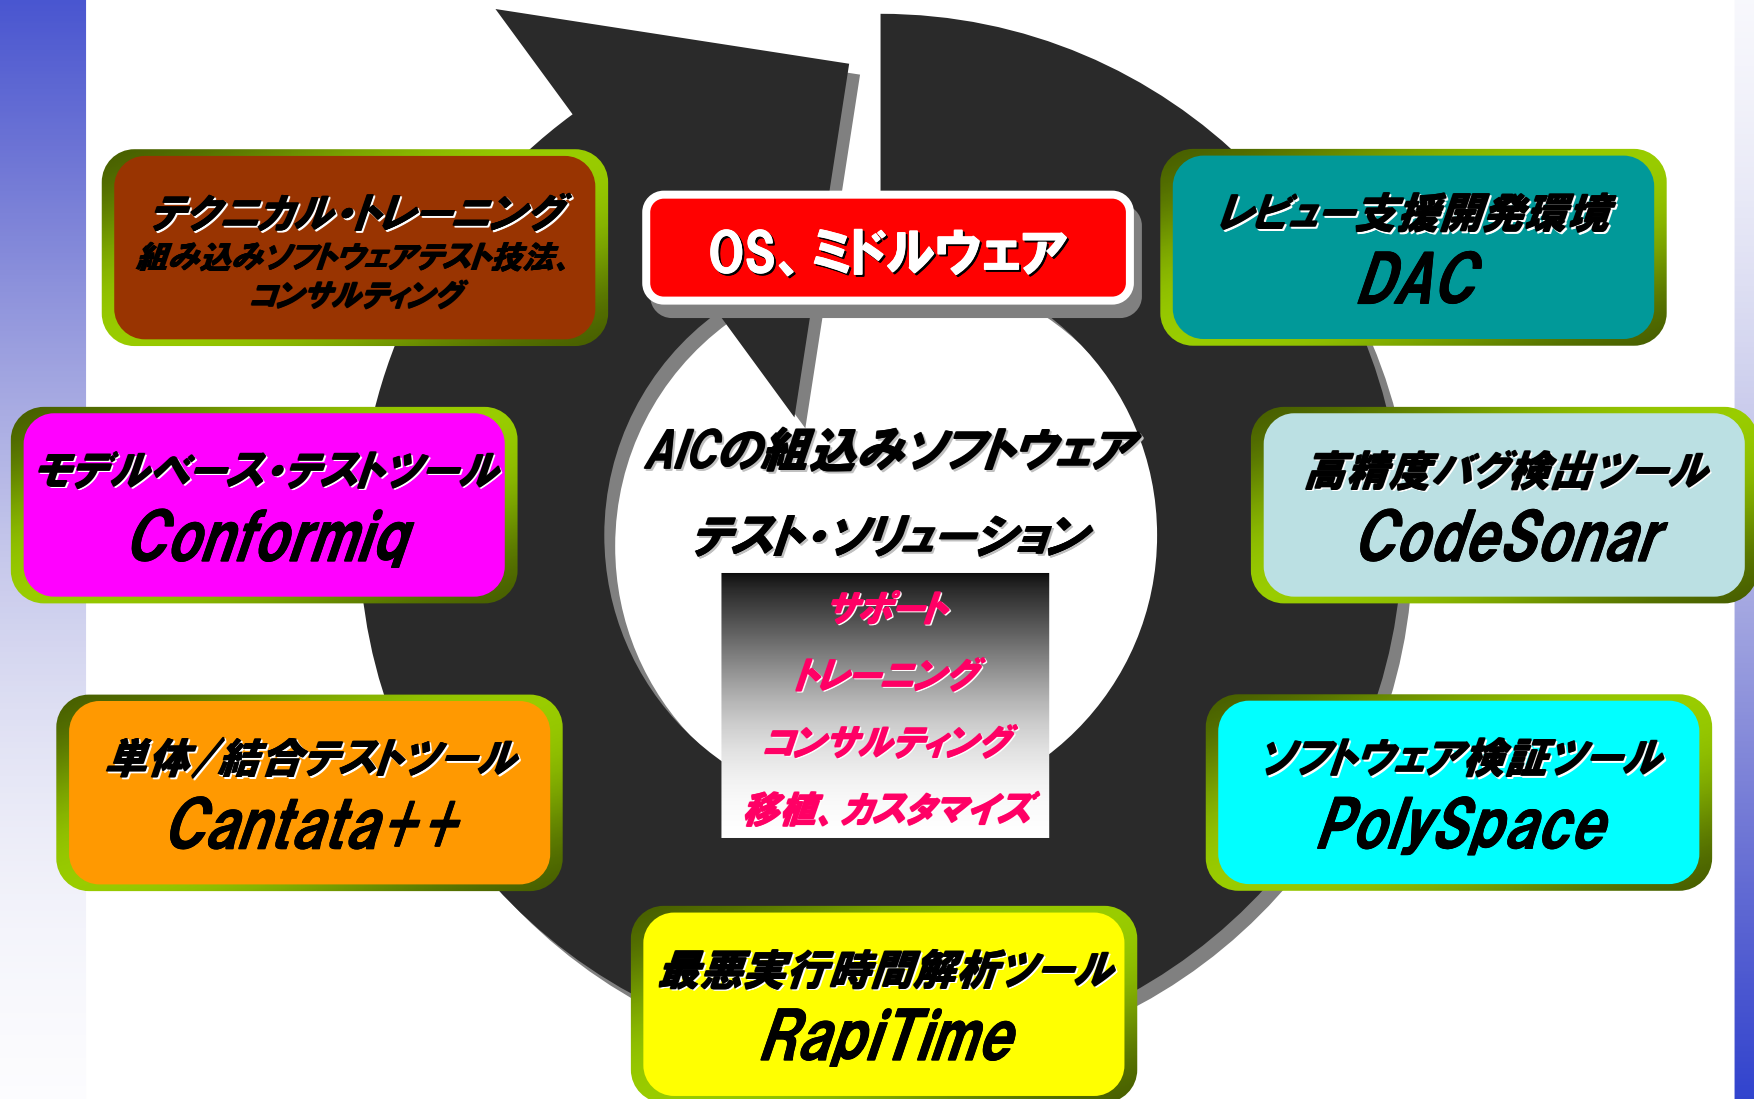 OS、ミドルウェア
レビュー支援開発環境
DAC
高精度バグ検出ツール
CodeSonar
ソフトウェア検証ツール
PolySpace
最悪実行時間解析ツール
RapiTime
単体/結合テストツール
Cantata++
モデルベース・テストツール
Conformiq
テクニカル・トレーニング
組み込みソフトウェアテスト技法、
コンサルティング
AICの組込みソフトウェア
テスト・ソリューション
サポート
トレーニング
コンサルティング
移植、カスタマイズ